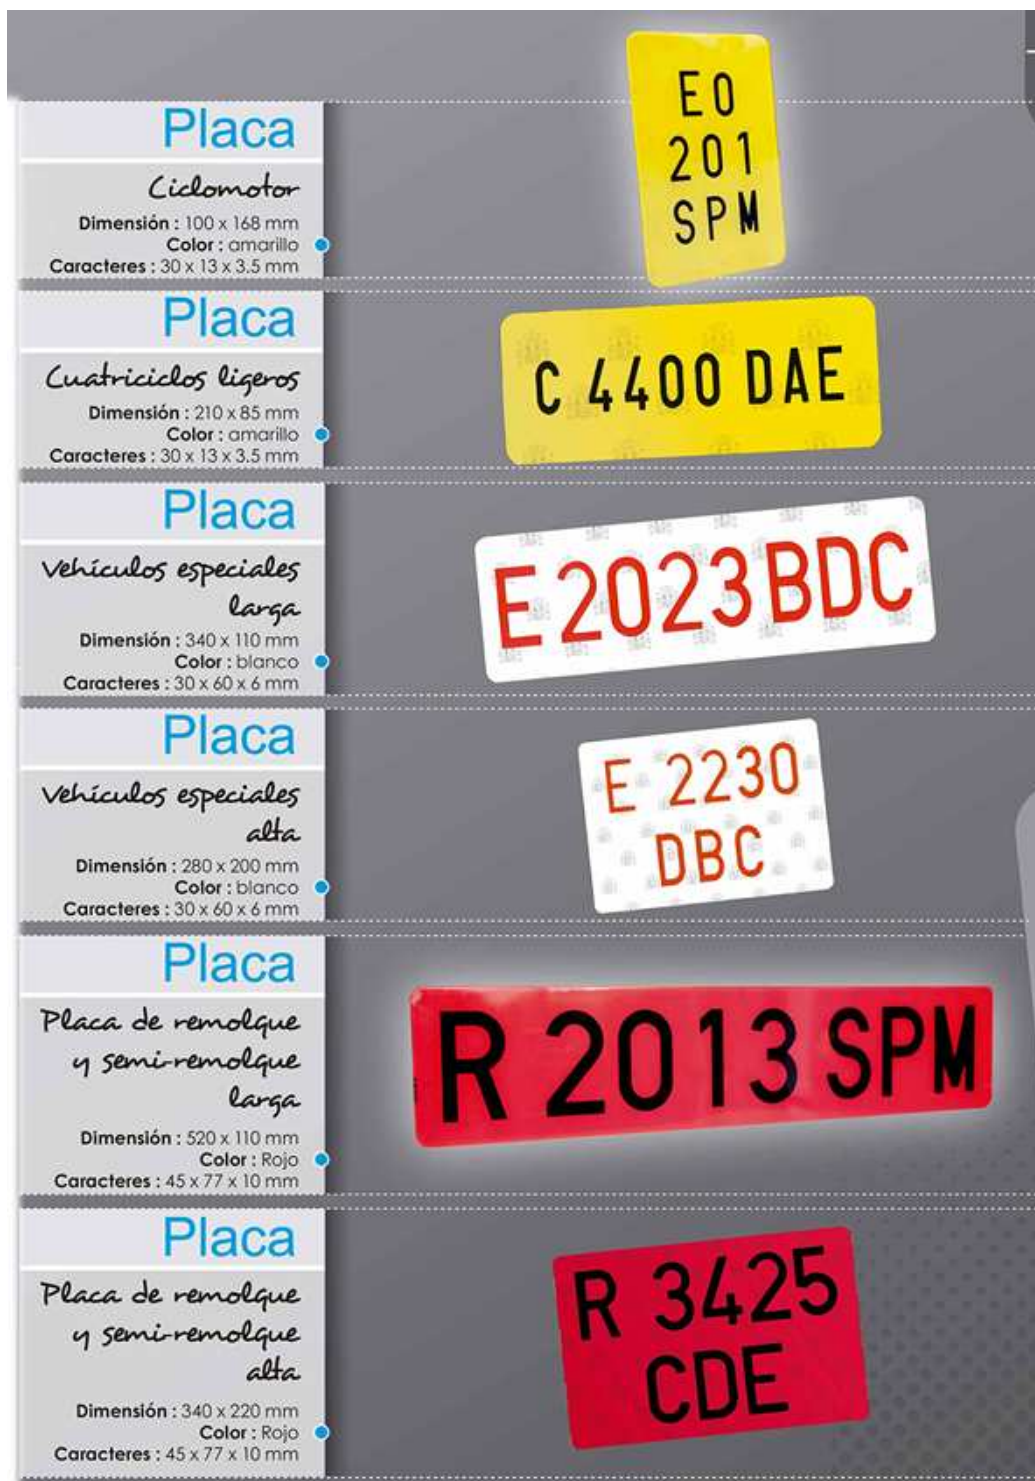 Placa
Ciclomotor
Dimensión : 100 x 168 mm
Color : amarillo
Caracteres : 30 x 13 x 3.5 mm
E0
201
SPM
Placa
Cuatriciclos ligeros
Dimensión : 210 x 85 mm
Color : amarillo
Caracteres : 30 x 13 x 3.5 mm
C 4400 DAE
Placa
Vehículos especiales
larga
Dimensión : 340 x 110 mm
Color : blanco
Caracteres : 30 x 60 x 6 mm
E 2023 BDC
Placa
Vehículos especiales
alta
Dimensión : 280 x 200 mm
Color : blanco
Caracteres : 30 x 60 x 6 mm
E 2230
DBC
Placa
Placa de remolque
y semi-remolque
larga
Dimensión : 520 x 110 mm
Color : Rojo
Caracteres : 45 x 77 x 10 mm
R 2013 SPM
Placa
Placa de remolque
y semi-remolque
alta
Dimensión : 340 x 220 mm
Color : Rojo
Caracteres : 45 x 77 x 10 mm
R 3425
CDE